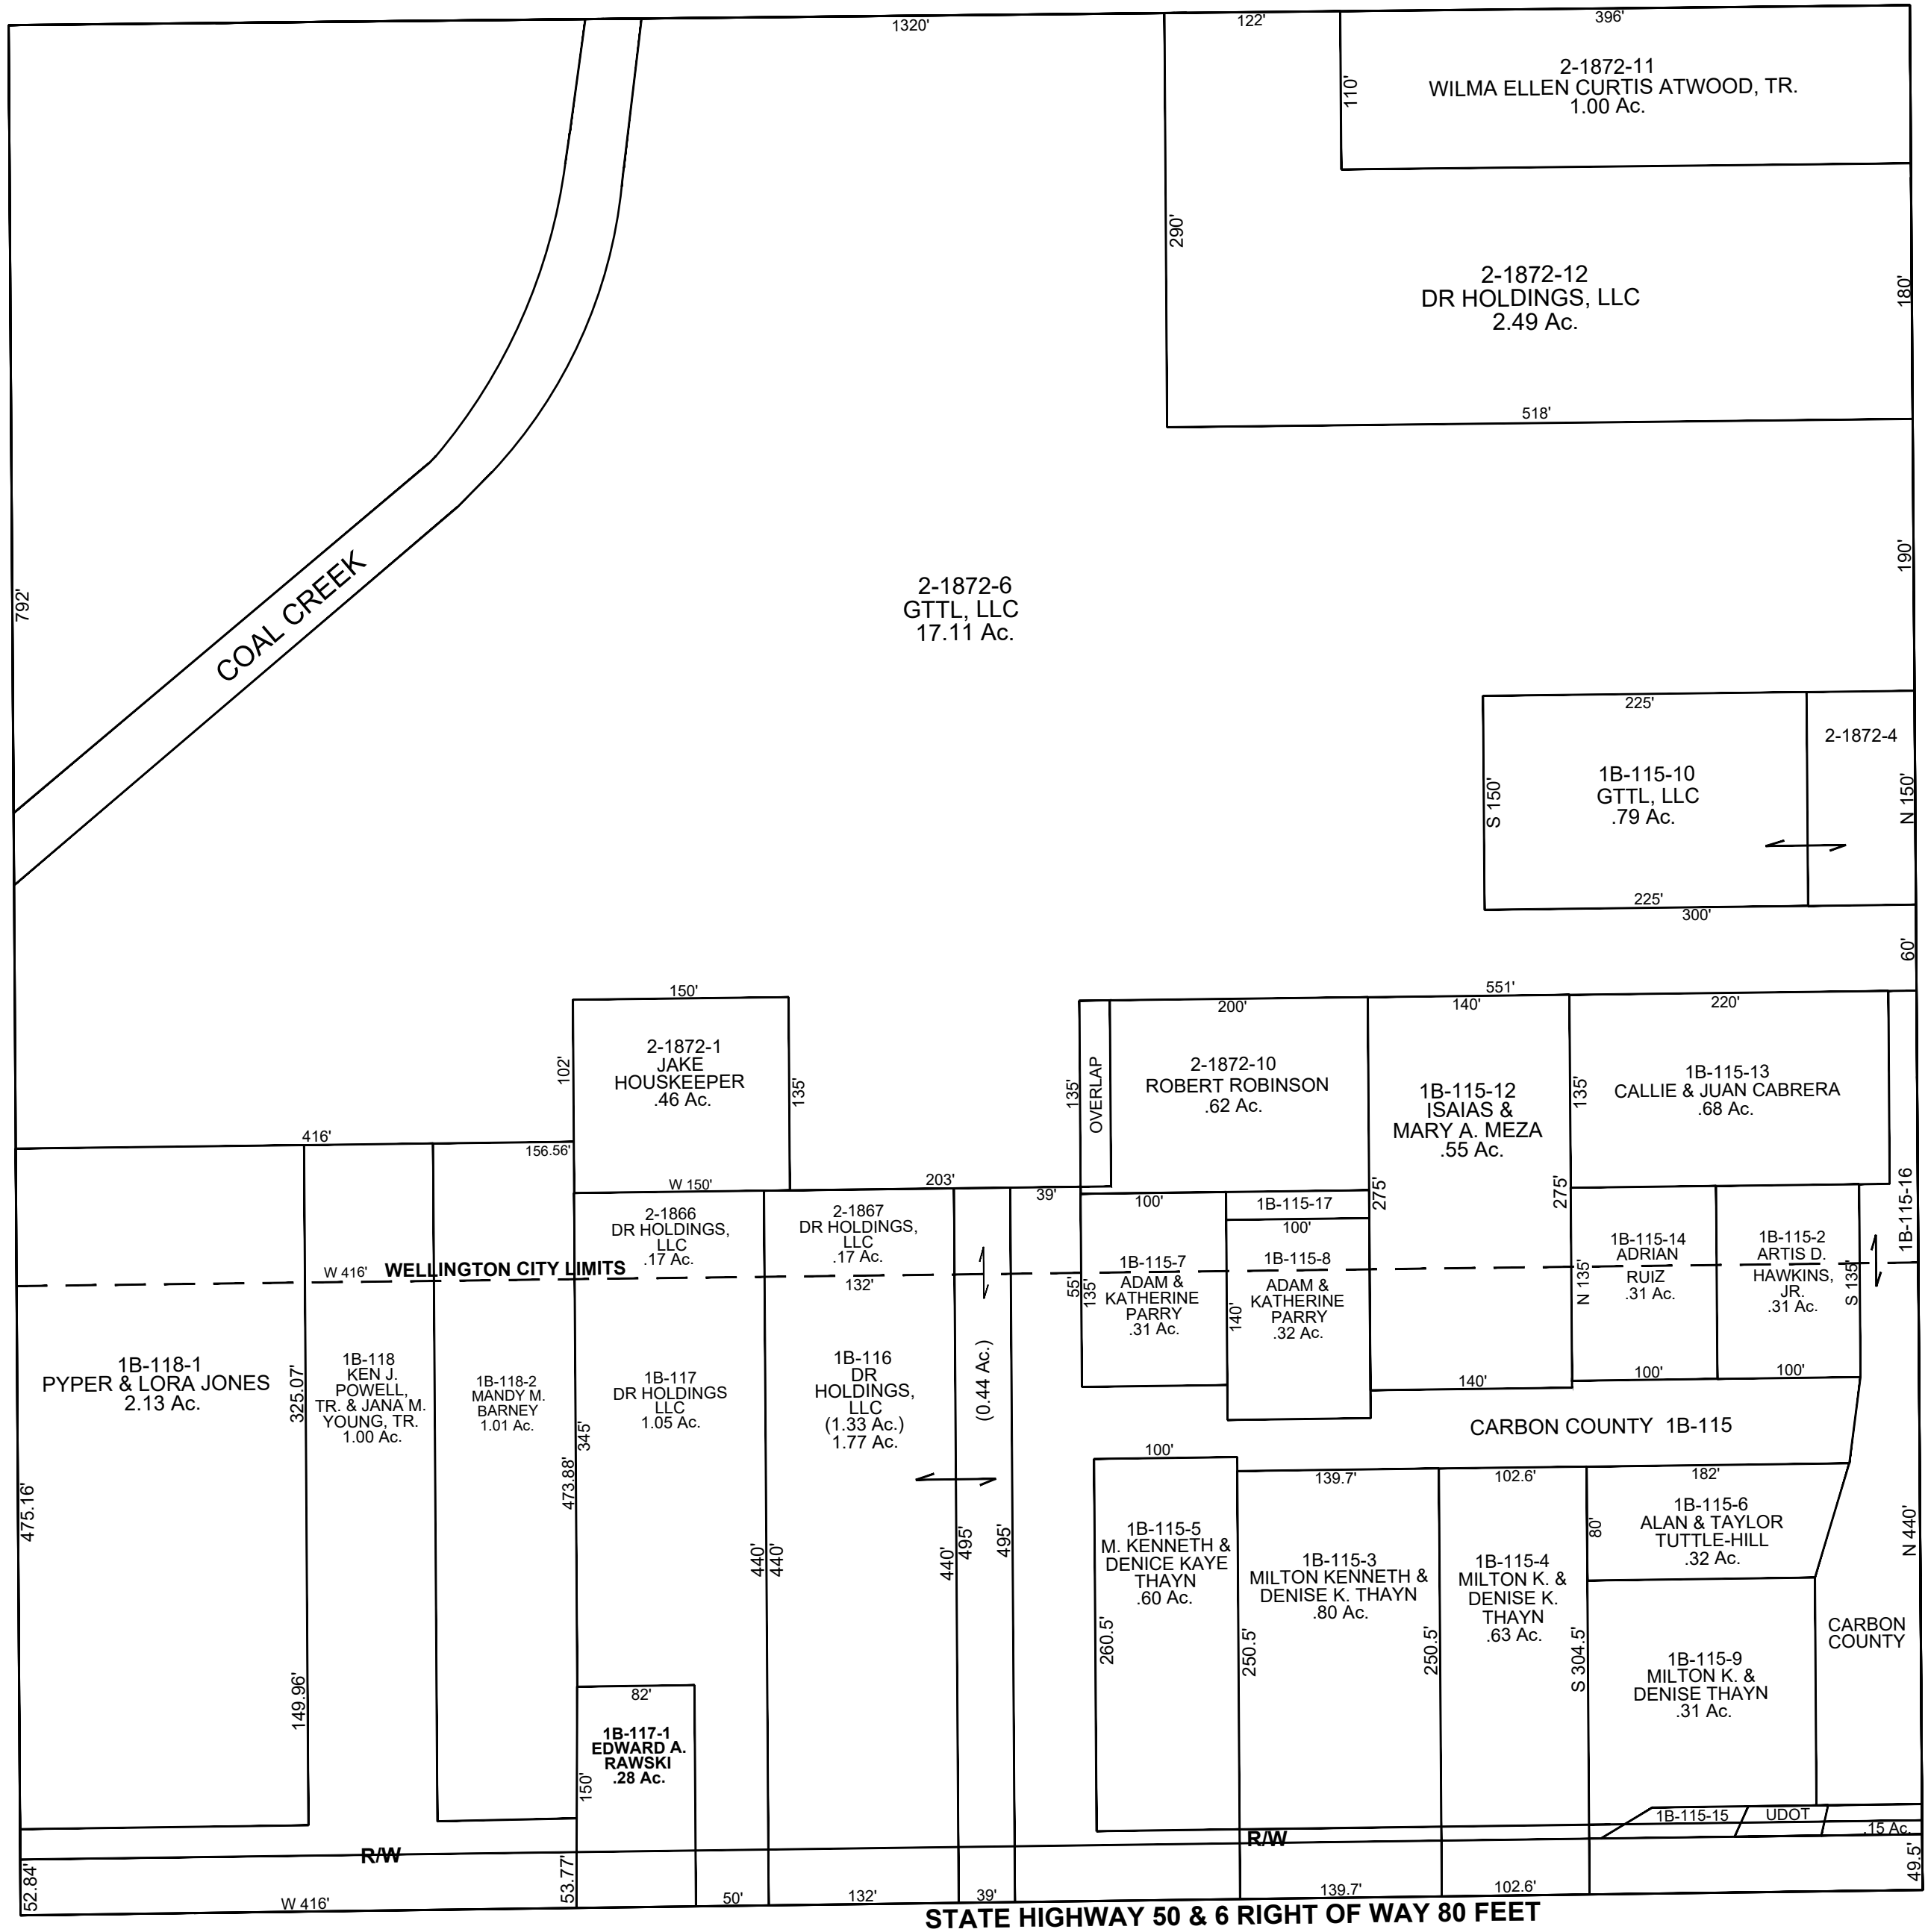 1320'
122'
396'
2-1872-11
WILMA ELLEN CURTIS ATWOOD, TR.
1.00 Ac.
110'
290'
2-1872-12
DR HOLDINGS, LLC
2.49 Ac.
180'
518'
792'
COAL CREEK
2-1872-6
GTTL, LLC
17.11 Ac.
190'
225'
2-1872-4
S 150'
1B-115-10
GTTL, LLC
.79 Ac.
N 150'
225'
300'
60'
150'
102'
2-1872-1
JAKE
HOUSKEEPER
.46 Ac.
135'
551'
200'
140'
220'
135'
OVERLAP
2-1872-10
ROBERT ROBINSON
.62 Ac.
1B-115-12
ISAIAS &
MARY A. MEZA
.55 Ac.
135'
1B-115-13
CALLIE & JUAN CABRERA
.68 Ac.
416'
156.56'
W 150'
203'
39'
100'
1B-115-17
100'
275'
275'
1B-115-16
2-1866
DR HOLDINGS,
LLC
.17 Ac.
2-1867
DR HOLDINGS,
LLC
.17 Ac.
W 416'
WELLINGTON CITY LIMITS
132'
55'
135'
1B-115-7
ADAM &
KATHERINE
PARRY
.31 Ac.
140'
1B-115-8
ADAM &
KATHERINE
PARRY
.32 Ac.
N 135'
1B-115-14
ADRIAN
RUIZ
.31 Ac.
1B-115-2
ARTIS D.
HAWKINS,
JR.
.31 Ac.
S 135'
1B-118-1
PYPER & LORA JONES
2.13 Ac.
325.07'
1B-118
KEN J.
POWELL,
TR. & JANA M.
YOUNG, TR.
1.00 Ac.
1B-118-2
MANDY M.
BARNEY
1.01 Ac.
345'
1B-117
DR HOLDINGS
LLC
1.05 Ac.
1B-116
DR
HOLDINGS,
LLC
(1.33 Ac.)
1.77 Ac.
(0.44 Ac.)
140'
100'
100'
CARBON COUNTY 1B-115
475.16'
473.88'
440'
440'
440'
495'
495'
100'
139.7'
102.6'
182'
1B-115-5
M. KENNETH &
DENICE KAYE
THAYN
.60 Ac.
260.5'
1B-115-3
MILTON KENNETH &
DENISE K. THAYN
.80 Ac.
250.5'
250.5'
1B-115-4
MILTON K. &
DENISE K.
THAYN
.63 Ac.
80'
1B-115-6
ALAN & TAYLOR
TUTTLE-HILL
.32 Ac.
N 440'
S 304.5'
1B-115-9
MILTON K. &
DENISE THAYN
.31 Ac.
CARBON
COUNTY
149.96'
82'
1B-117-1
EDWARD A.
RAWSKI
.28 Ac.
150'
1B-115-15
UDOT
.15 Ac.
R/W
R/W
52.84'
W 416'
53.77'
50'
132'
39'
139.7'
102.6'
49.5'
STATE HIGHWAY 50 & 6 RIGHT OF WAY 80 FEET